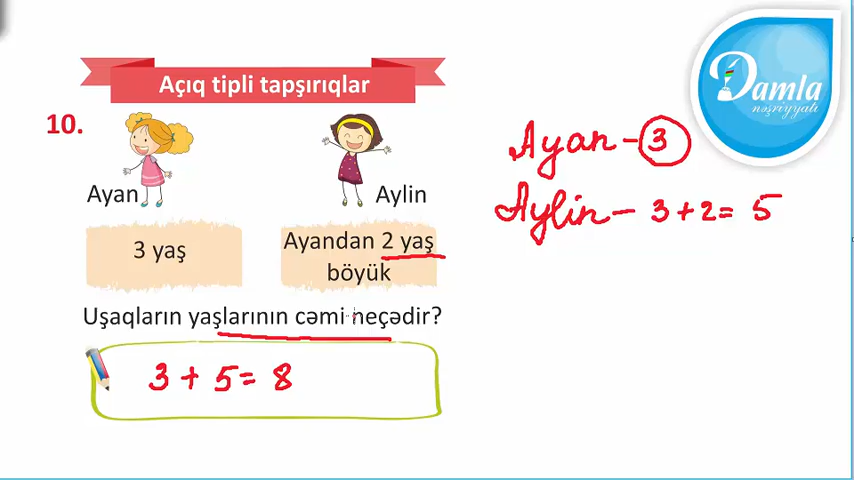 Açıq tipli tapşırıqlar
10.
Ayan
Aylin
3 yaş
Ayandan 2 yaş
böyük
Uşaqların yaşlarının cəmi neçədir?
3 + 5 = 8
Ayan - 3
Aylin - 3 + 2 = 5
Damla
nəşriyyatı